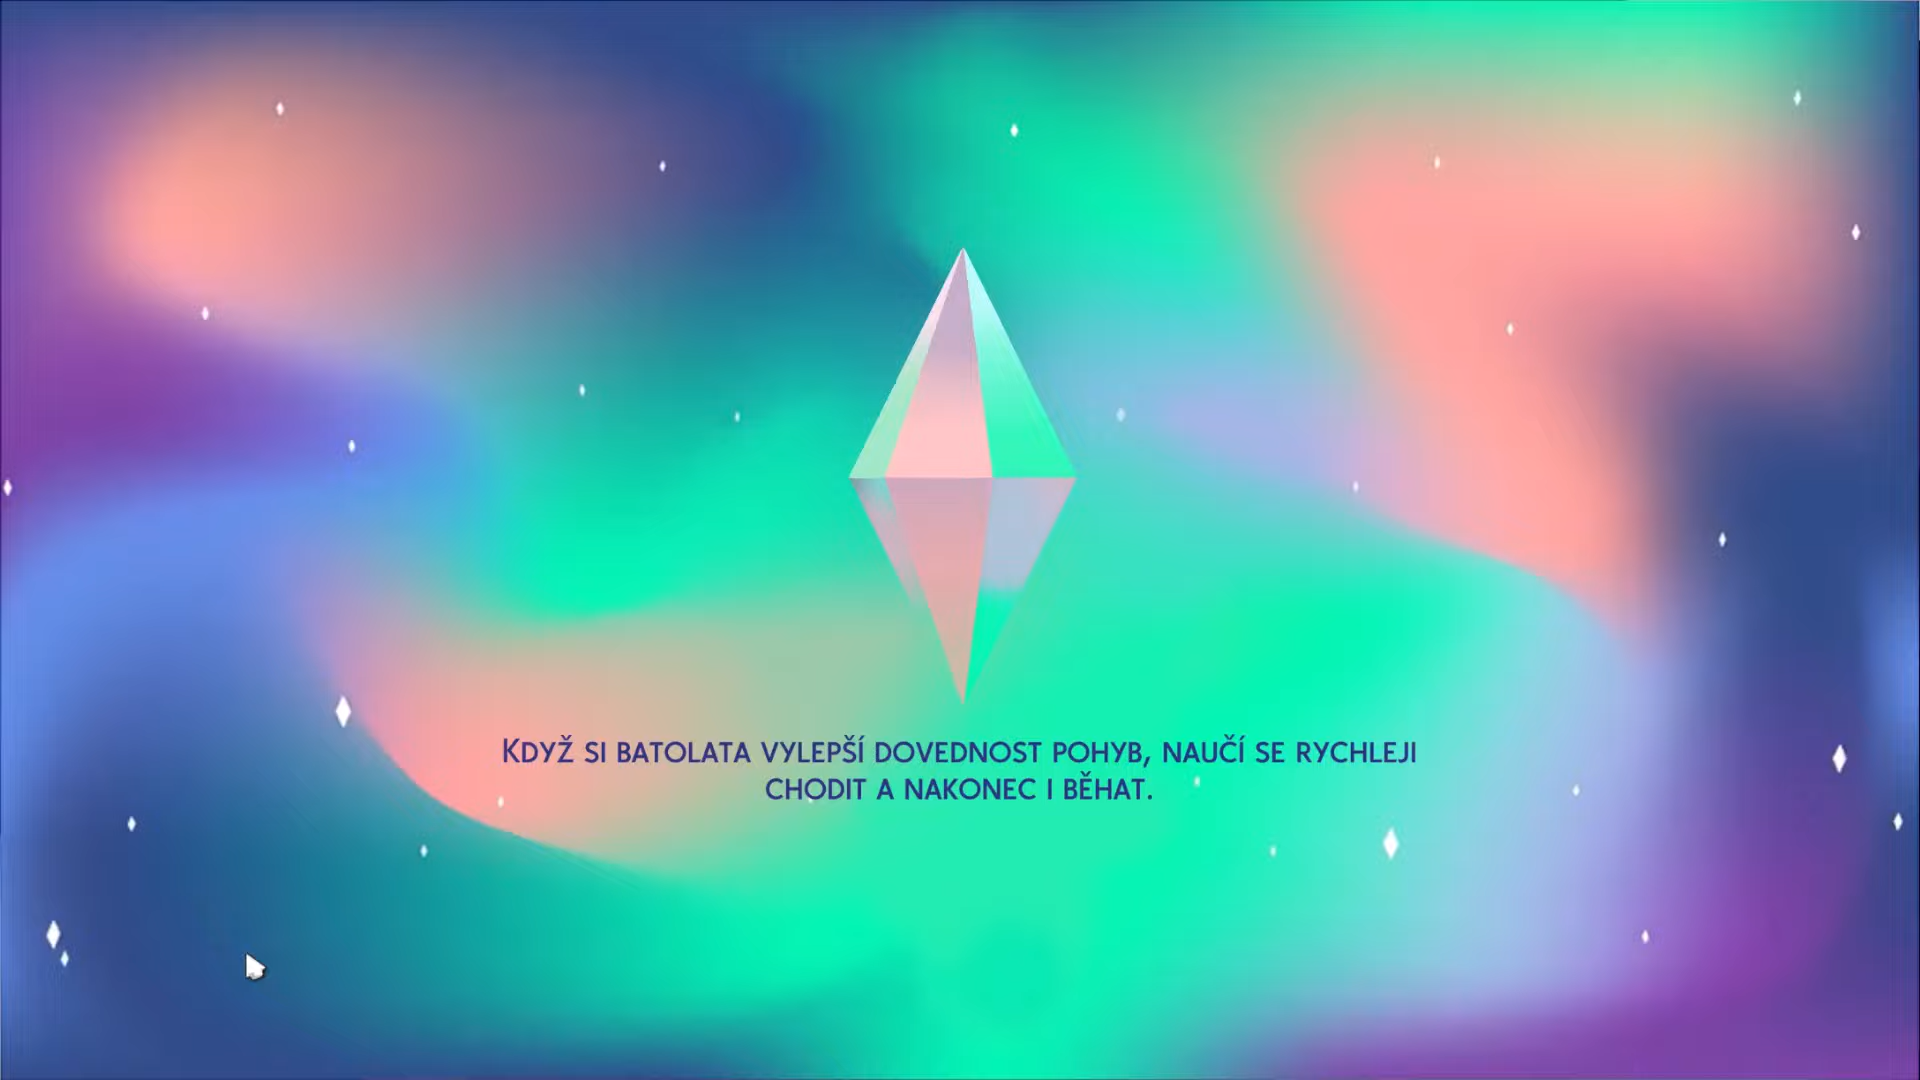 Když si batolata vylepší dovednost pohyb, naučí se rychleji
chodit a nakonec i běhat.